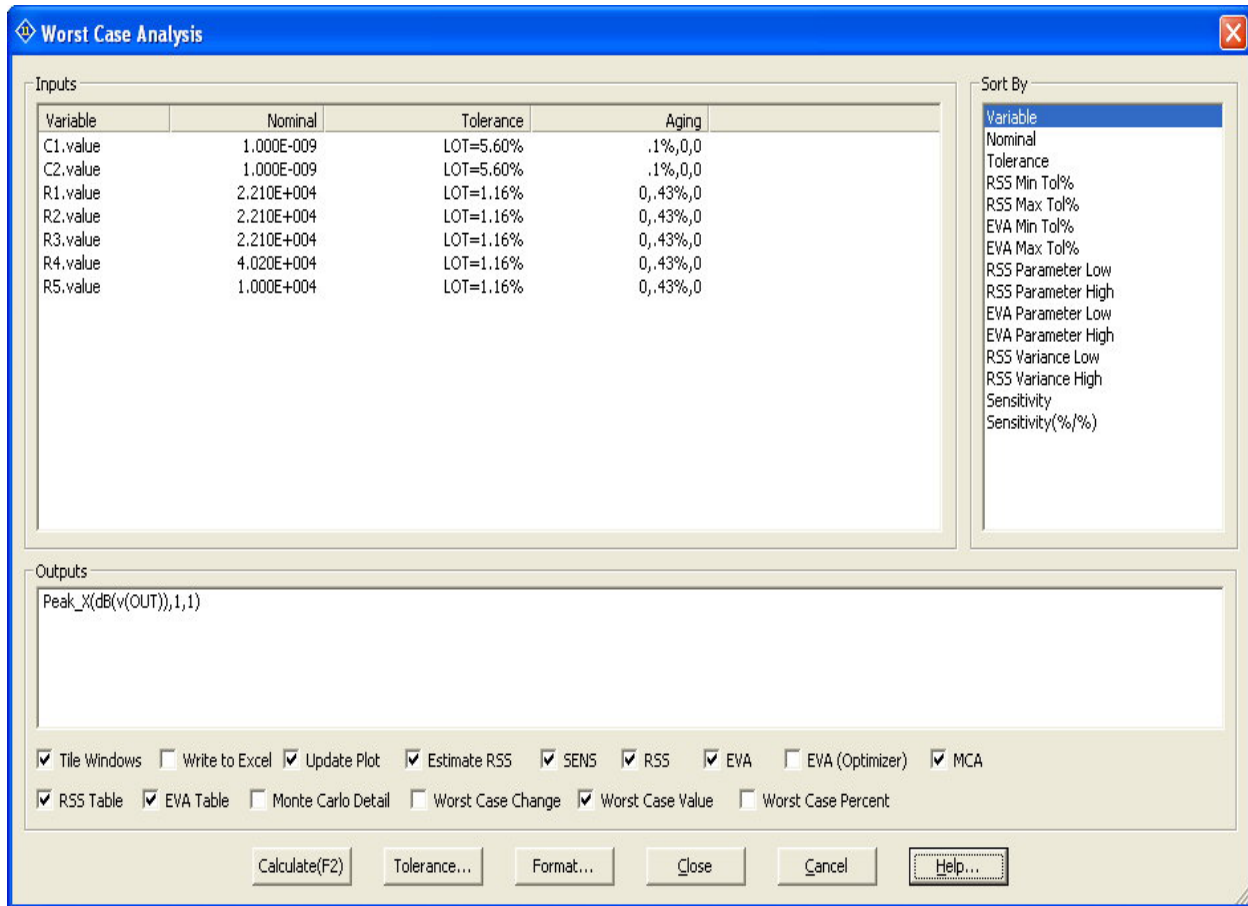 11 Worst Case Analysis
Inputs
Variable Nominal Tolerance Aging
C1.value 1.000E-009 LOT=5.60% .1%,0,0
C2.value 1.000E-009 LOT=5.60% .1%,0,0
R1.value 2.210E+004 LOT=1.16% 0,.43%,0
R2.value 2.210E+004 LOT=1.16% 0,.43%,0
R3.value 2.210E+004 LOT=1.16% 0,.43%,0
R4.value 4.020E+004 LOT=1.16% 0,.43%,0
R5.value 1.000E+004 LOT=1.16% 0,.43%,0
Sort By
Variable
Nominal
Tolerance
RSS Min Tol%
RSS Max Tol%
EVA Min Tol%
EVA Max Tol%
RSS Parameter Low
RSS Parameter High
EVA Parameter Low
EVA Parameter High
RSS Variance Low
RSS Variance High
Sensitivity
Sensitivity(%/%)
Outputs
Peak_X(dB(v(OUT)),1,1)
Tile Windows Write to Excel Update Plot Estimate RSS SENS RSS EVA EVA (Optimizer) MCA
RSS Table EVA Table Monte Carlo Detail Worst Case Change Worst Case Value Worst Case Percent
Calculate(F2) Tolerance... Format... Close Cancel Help...